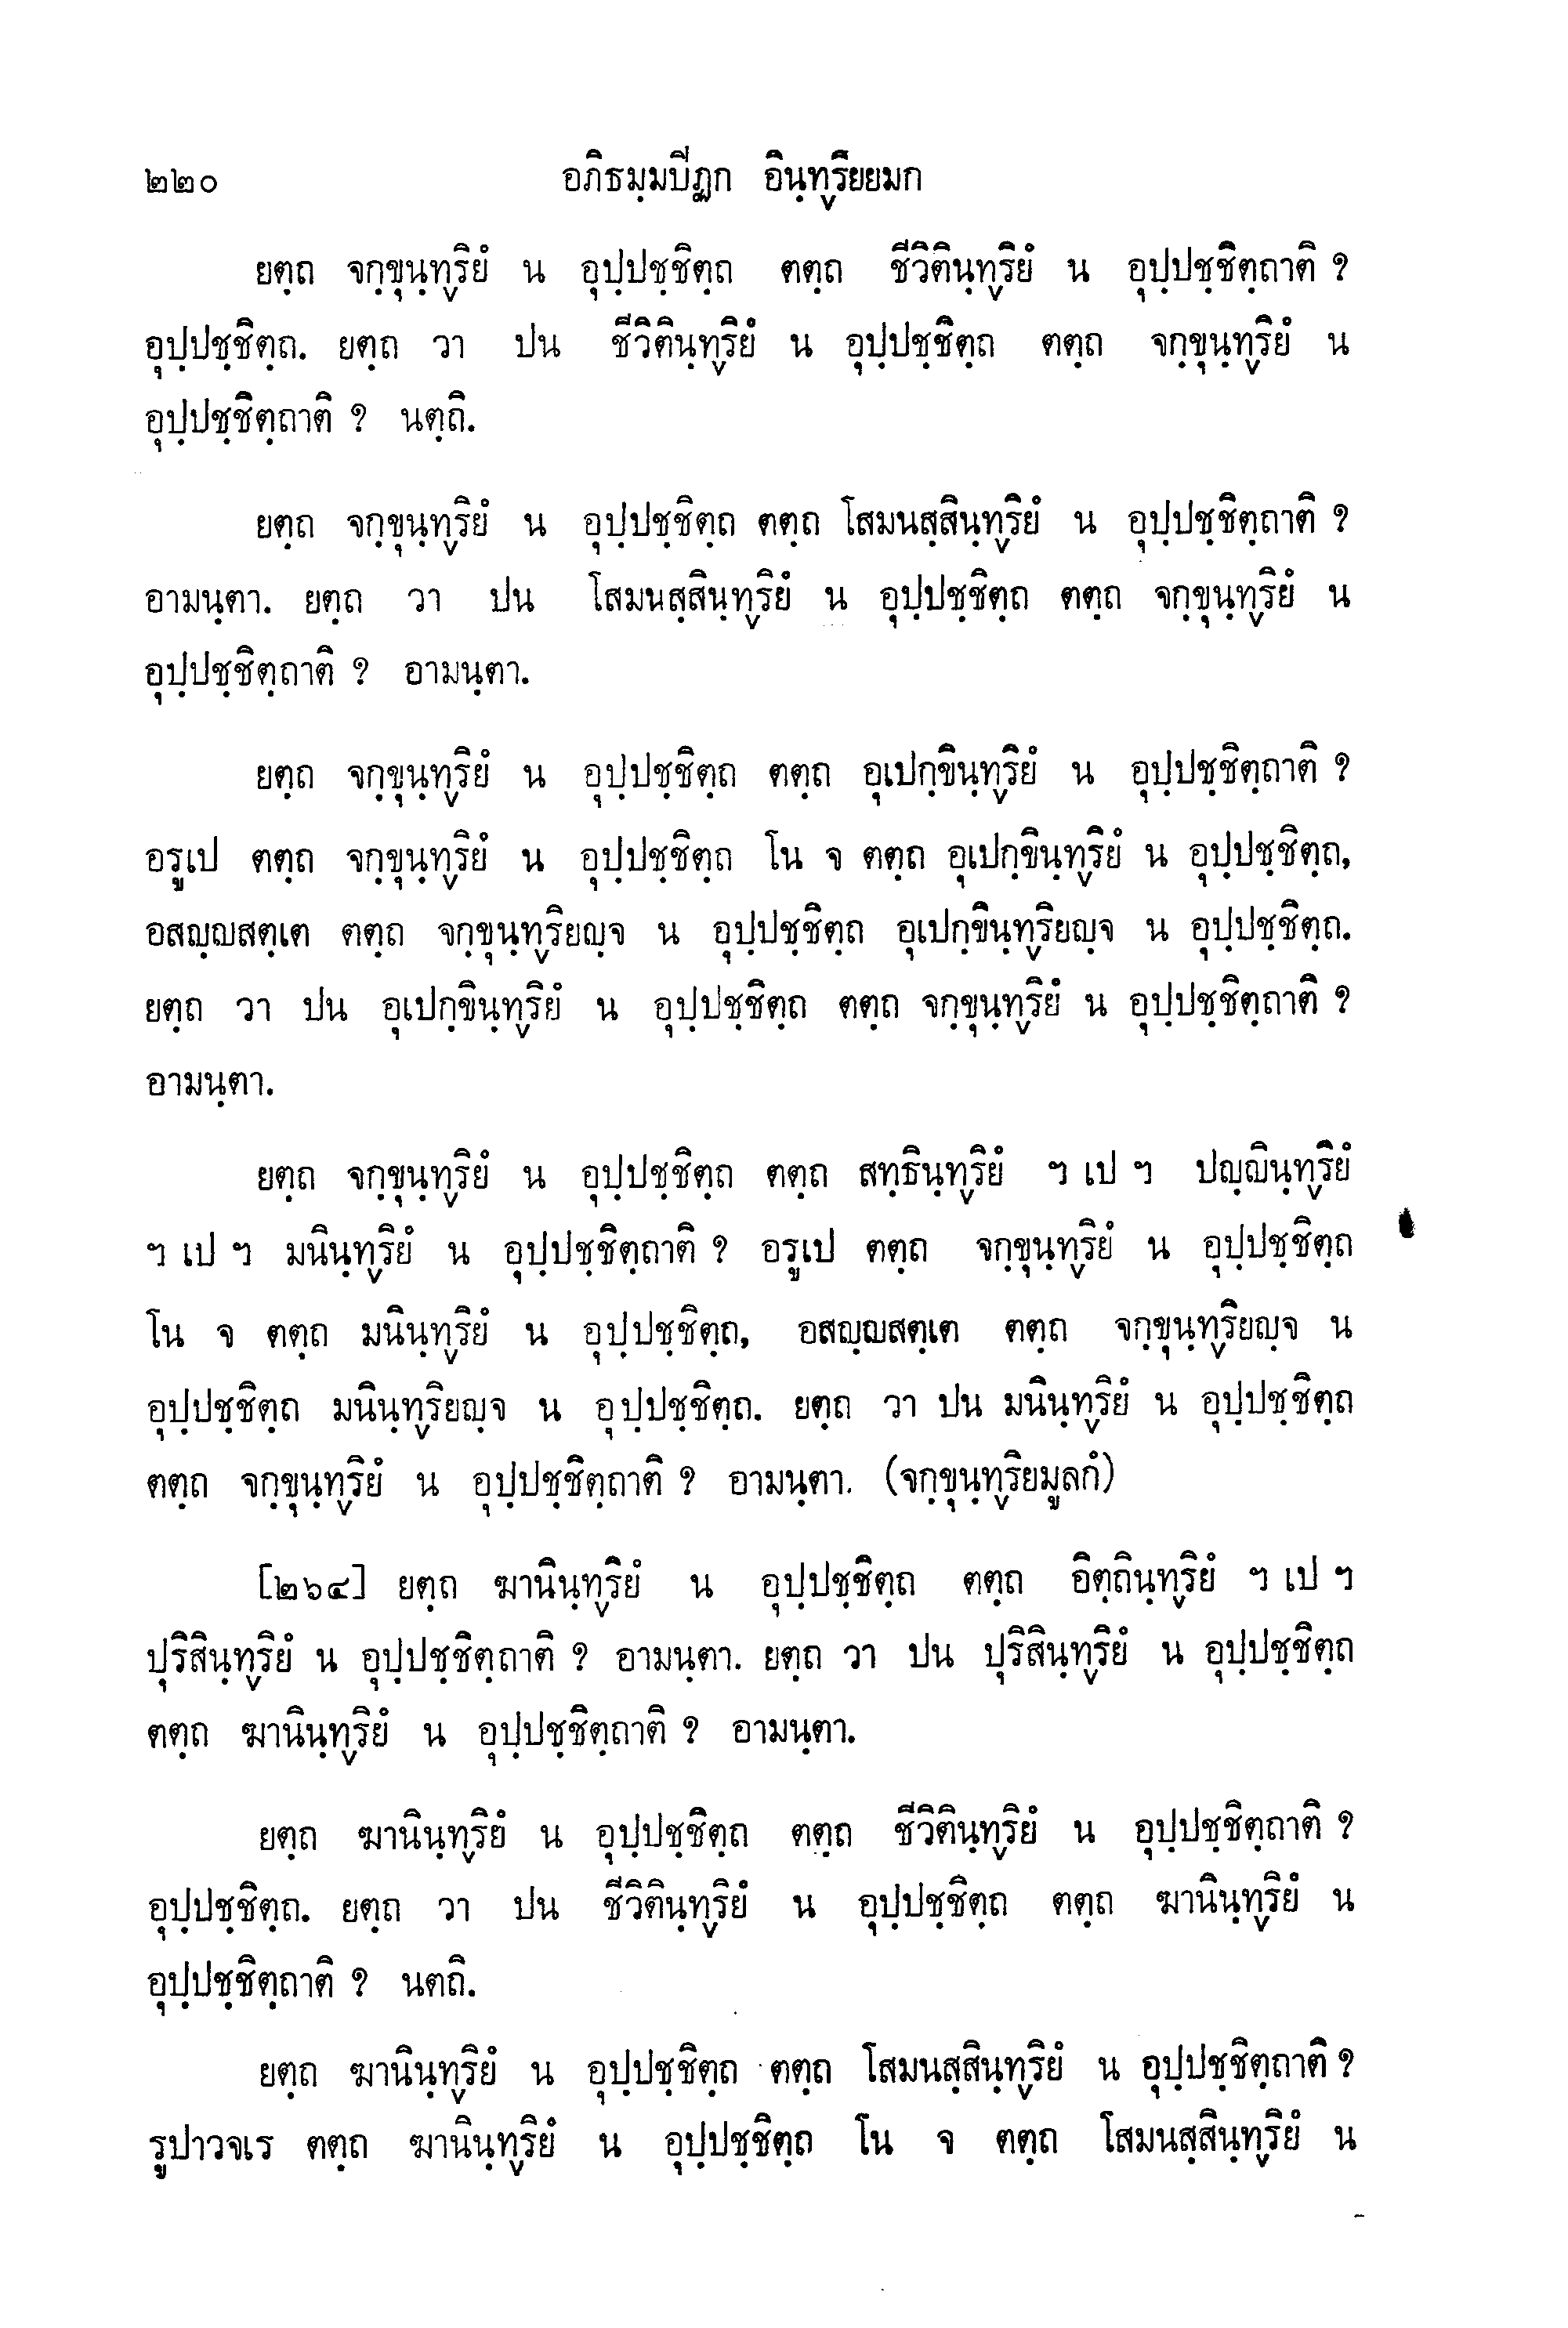 ๒๒๐ อภิธมฺมปิฏก อินฺทฺริยยมก
ยตฺถ จกฺขุนฺทฺริยํ น อุปฺปชฺชิตฺถ ตตฺถ ชีวิตินฺทฺริยํ น อุปฺปชฺชิตฺถาติ ?
อุปฺปชฺชิตฺถ. ยตฺถ วา ปน ชีวิตินฺทฺริยํ น อุปฺปชฺชิตฺถ ตตฺถ จกฺขุนฺทฺริยํ น
อุปฺปชฺชิตฺถาติ ? นตฺถิ.
ยตฺถ จกฺขุนฺทฺริยํ น อุปฺปชฺชิตฺถ ตตฺถ โสมนสฺสินฺทฺริยํ น อุปฺปชฺชิตฺถาติ ?
อามนฺตา. ยตฺถ วา ปน โสมนสฺสินฺทฺริยํ น อุปฺปชฺชิตฺถ ตตฺถ จกฺขุนฺทฺริยํ น
อุปฺปชฺชิตฺถาติ ? อามนฺตา.
ยตฺถ จกฺขุนฺทฺริยํ น อุปฺปชฺชิตฺถ ตตฺถ อุเปกฺขินฺทฺริยํ น อุปฺปชฺชิตฺถาติ ?
อรูเป ตตฺถ จกฺขุนฺทฺริยํ น อุปฺปชฺชิตฺถ โน จ ตตฺถ อุเปกฺขินฺทฺริยํ น อุปฺปชฺชิตฺถ,
อสญฺญสตฺเต ตตฺถ จกฺขุนฺทฺริยญฺจ น อุปฺปชฺชิตฺถ อุเปกฺขินฺทฺริยญฺจ น อุปฺปชฺชิตฺถ.
ยตฺถ วา ปน อุเปกฺขินฺทฺริยํ น อุปฺปชฺชิตฺถ ตตฺถ จกฺขุนฺทฺริยํ น อุปฺปชฺชิตฺถาติ ?
อามนฺตา.
ยตฺถ จกฺขุนฺทฺริยํ น อุปฺปชฺชิตฺถ ตตฺถ สทฺธินฺทฺริยํ ฯ เป ฯ ปญฺญินฺทฺริยํ
ฯ เป ฯ มนินฺทฺริยํ น อุปฺปชฺชิตฺถาติ ? อรูเป ตตฺถ จกฺขุนฺทฺริยํ น อุปฺปชฺชิตฺถ
โน จ ตตฺถ มนินฺทฺริยํ น อุปฺปชฺชิตฺถ, อสญฺญสตฺเต ตตฺถ จกฺขุนฺทฺริยญฺจ น
อุปฺปชฺชิตฺถ มนินฺทฺริยญฺจ น อุปฺปชฺชิตฺถ. ยตฺถ วา ปน มนินฺทฺริยํ น อุปฺปชฺชิตฺถ
ตตฺถ จกฺขุนฺทฺริยํ น อุปฺปชฺชิตฺถาติ ? อามนฺตา. (จกฺขุนฺทฺริยมูลกํ)
[๒๖๔] ยตฺถ ฆานินฺทฺริยํ น อุปฺปชฺชิตฺถ ตตฺถ อิตฺถินฺทฺริยํ ฯ เป ฯ
ปุริสินฺทฺริยํ น อุปฺปชฺชิตฺถาติ ? อามนฺตา. ยตฺถ วา ปน ปุริสินฺทฺริยํ น อุปฺปชฺชิตฺถ
ตตฺถ ฆานินฺทฺริยํ น อุปฺปชฺชิตฺถาติ ? อามนฺตา.
ยตฺถ ฆานินฺทฺริยํ น อุปฺปชฺชิตฺถ ตตฺถ ชีวิตินฺทฺริยํ น อุปฺปชฺชิตฺถาติ ?
อุปฺปชฺชิตฺถ. ยตฺถ วา ปน ชีวิตินฺทฺริยํ น อุปฺปชฺชิตฺถ ตตฺถ ฆานินฺทฺริยํ น
อุปฺปชฺชิตฺถาติ ? นตถิ.
ยตฺถ ฆานินฺทฺริยํ น อุปฺปชฺชิตฺถ ตตฺถ โสมนสฺสินฺทฺริยํ น อุปฺปชฺชิตฺถาติ ?
รูปาวจเร ตตฺถ ฆานินฺทฺริยํ น อุปฺปชฺชิตฺถ โน จ ตตฺถ โสมนสฺสินฺทฺริยํ น